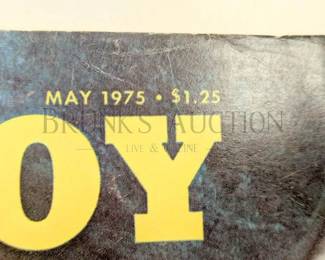 MAY 1975 • $1.25
BRUNK'S AUCTION
LIVE & ONLINE
OY